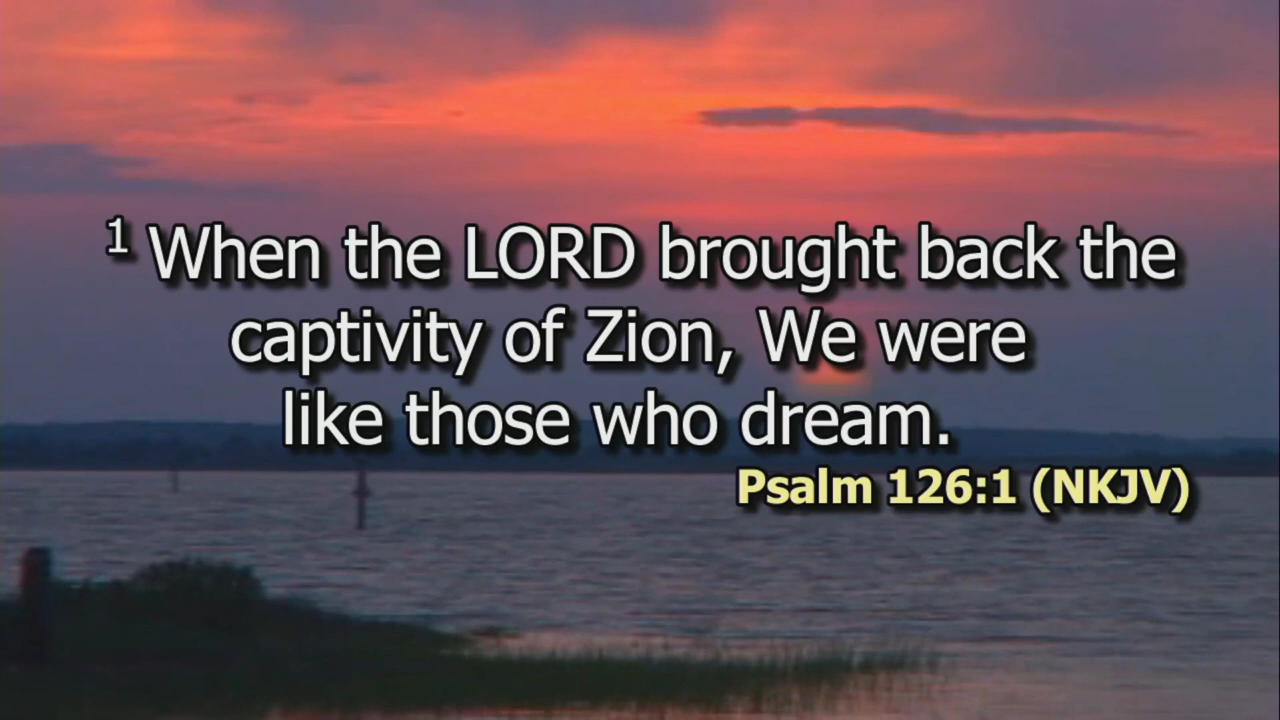 1 When the LORD brought back the
captivity of Zion, We were
like those who dream.
Psalm 126:1 (NKJV)